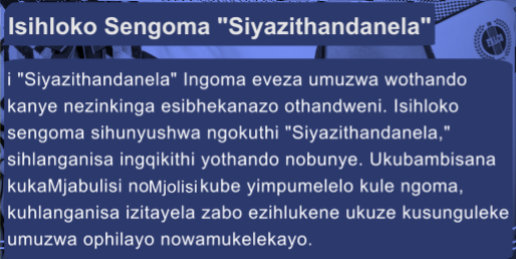 Isihloko Sengoma "Siyazithandanela"
i "Siyazithandanela" Ingoma eveza umuzwa wothando
kanye nezinkinga esibhekanazo othandweni. Isihloko
sengoma sihunyushwa ngokuthi "Siyazithandanela,"
sihlanganisa ingqikithi yothando nobunye. Ukubambisana
kukaMjabulisi noMjolisi kube yimpumelelo kule ngoma,
kuhlanganisa izitayela zabo ezihlukene ukuze kusunguleke
umuzwa ophilayo nowamukelekayo.